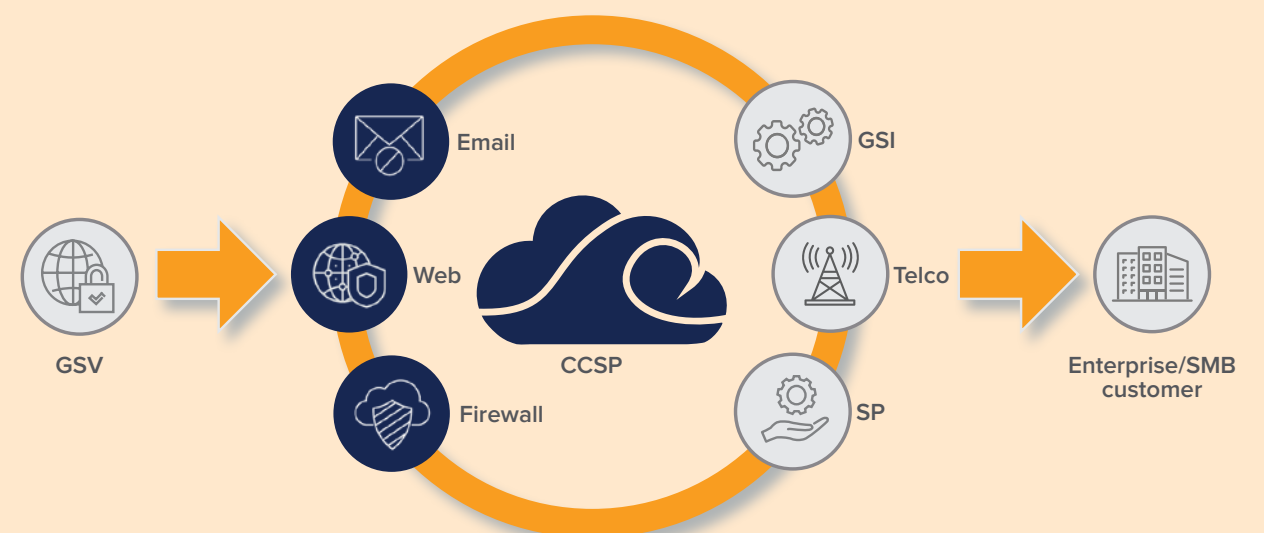 Email
GSI
Web
Telco
GSV
CCSP
Enterprise/SMB
customer
Firewall
SP